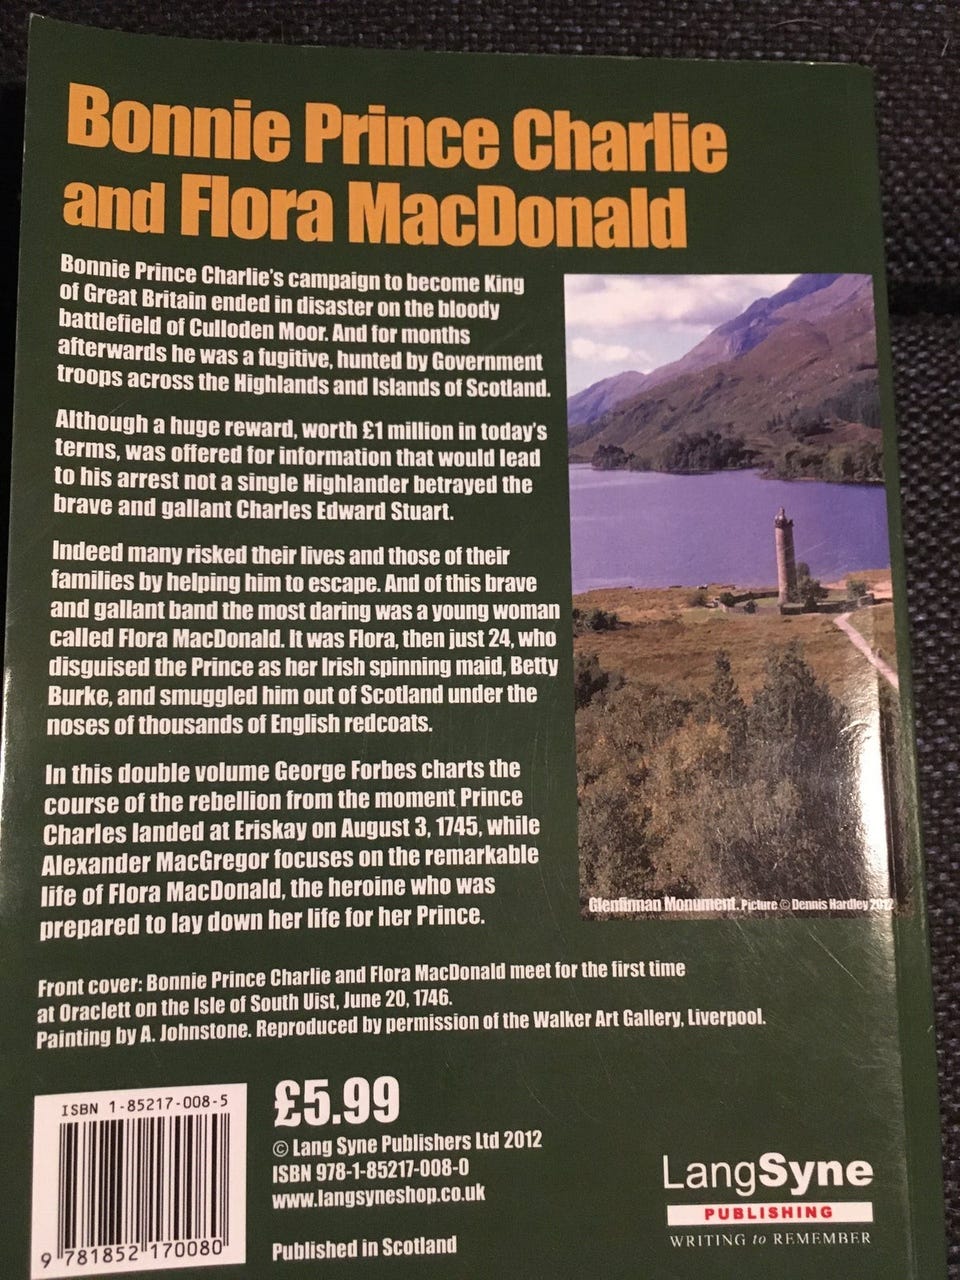 Bonnie Prince Charlie
and Flora MacDonald
Bonnie Prince Charlie's campaign to become King
of Great Britain ended in disaster on the bloody
battlefield of Culloden Moor. And for months
afterwards he was a fugitive, hunted by Government
troops across the Highlands and Islands of Scotland.
Although a huge reward, worth £1 million in today's
terms, was offered for information that would lead
to his arrest not a single Highlander betrayed the
brave and gallant Charles Edward Stuart.
Indeed many risked their lives and those of their
families by helping him to escape. And of this brave
and gallant band the most daring was a young woman
called Flora MacDonald. It was Flora, then just 24, who
disguised the Prince as her Irish spinning maid, Betty
Burke, and smuggled him out of Scotland under the
noses of thousands of English redcoats.
In this double volume George Forbes charts the
course of the rebellion from the moment Prince
Charles landed at Eriskay on August 3, 1745, while
Alexander MacGregor focuses on the remarkable
life of Flora MacDonald, the heroine who was
prepared to lay down her life for her Prince.
Glenfinnan Monument. Picture © Dennis Hardley 2012
Front cover: Bonnie Prince Charlie and Flora MacDonald meet for the first time
at Oraclett on the Isle of South Uist, June 20, 1746.
Painting by A. Johnstone. Reproduced by permission of the Walker Art Gallery, Liverpool.
ISBN 1-85217-008-5
9 781852 170080
£5.99
© Lang Syne Publishers Ltd 2012
ISBN 978-1-85217-008-0
www.langsyneshop.co.uk
Published in Scotland
LangSyne
PUBLISHING
WRITING to REMEMBER